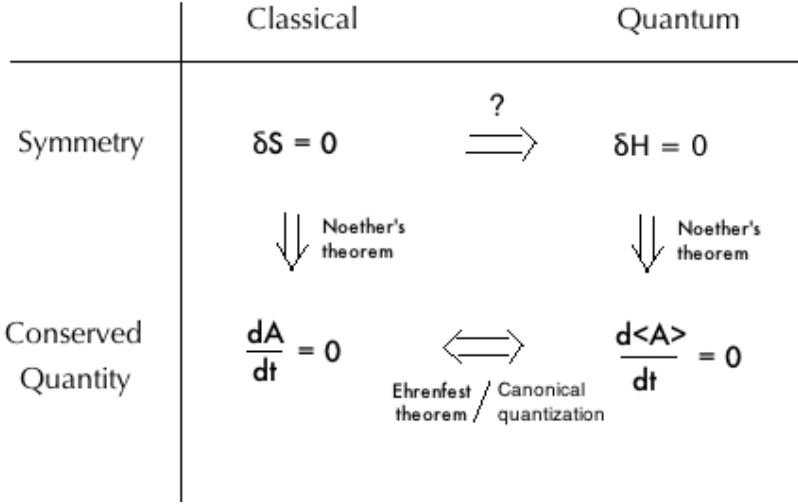 Classical Quantum
?
Symmetry δS = 0 δH = 0
Noether's
theorem
Noether's
theorem
Conserved
Quantity
dA
dt
= 0
d<A>
dt
= 0
Ehrenfest
theorem
/
Canonical
quantization